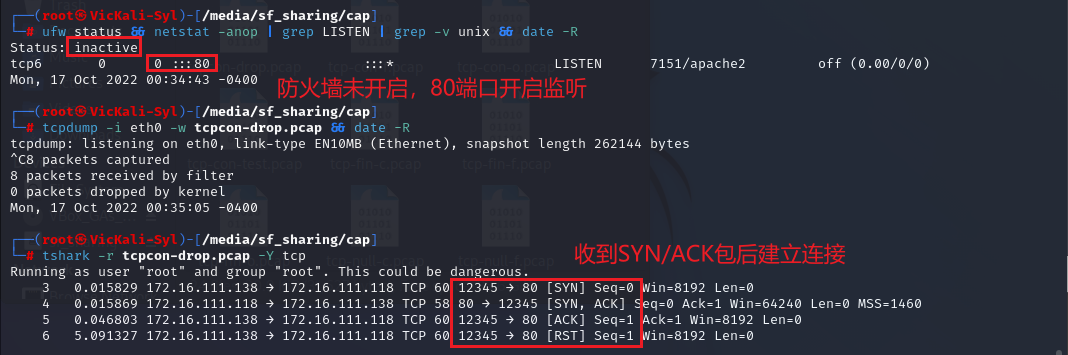 ┌──(root㉿VicKali-Syl)-[/media/sf_sharing/cap]
└─# ufw status && netstat -anop | grep LISTEN | grep -v unix && date -R
Status: inactive
tcp6 0 0 :::80 :::* LISTEN 7151/apache2 off (0.00/0/0)
Mon, 17 Oct 2022 00:34:43 -0400
防火墙未开启，80端口开启监听
┌──(root㉿VicKali-Syl)-[/media/sf_sharing/cap]
└─# tcpdump -i eth0 -w tcpcon-drop.pcap && date -R
tcpdump: listening on eth0, link-type EN10MB (Ethernet), snapshot length 262144 bytes
^C8 packets captured
8 packets received by filter
0 packets dropped by kernel
Mon, 17 Oct 2022 00:35:05 -0400
┌──(root㉿VicKali-Syl)-[/media/sf_sharing/cap]
收到SYN/ACK包后建立连接
└─# tshark -r tcpcon-drop.pcap -Y tcp
Running as user "root" and group "root". This could be dangerous.
3 0.015829 172.16.111.138 → 172.16.111.118 TCP 60 12345 → 80 [SYN] Seq=0 Win=8192 Len=0
4 0.015869 172.16.111.118 → 172.16.111.138 TCP 58 80 → 12345 [SYN, ACK] Seq=0 Ack=1 Win=64240 Len=0 MSS=1460
5 0.046803 172.16.111.138 → 172.16.111.118 TCP 60 12345 → 80 [ACK] Seq=1 Ack=1 Win=8192 Len=0
6 5.091327 172.16.111.138 → 172.16.111.118 TCP 60 12345 → 80 [RST] Seq=1 Win=8192 Len=0